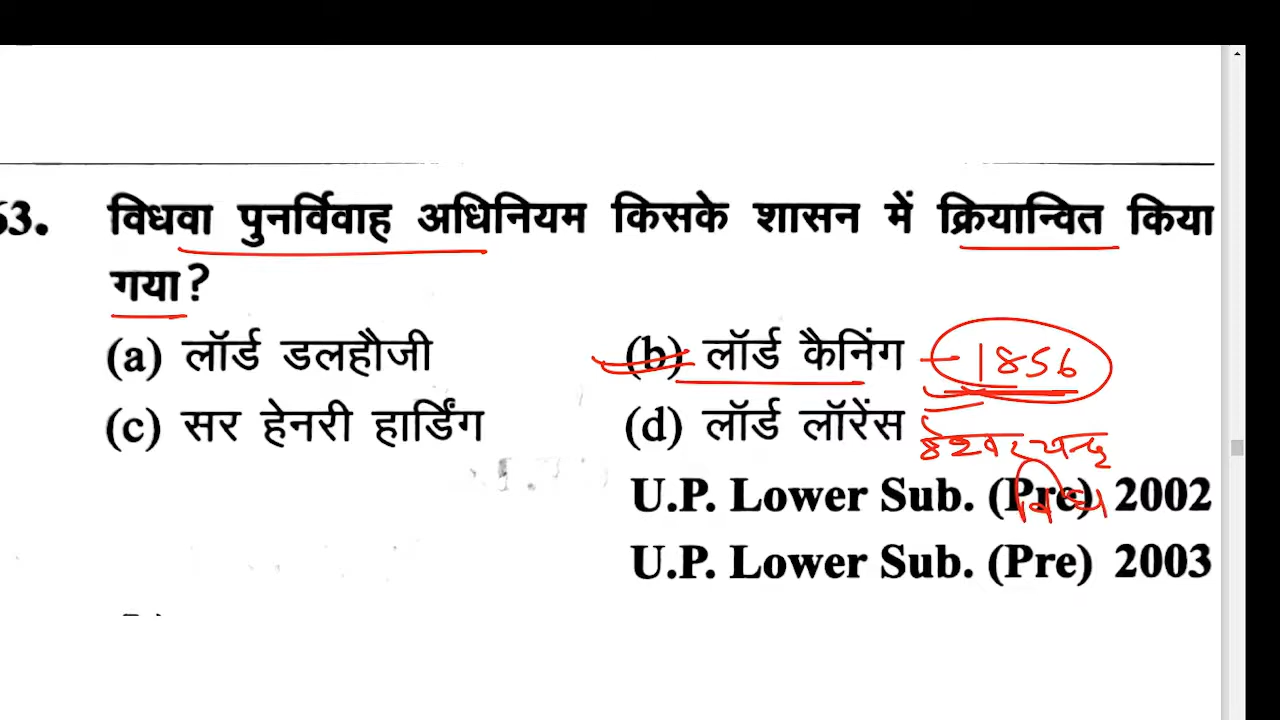 63. विधवा पुनर्विवाह अधिनियम किसके शासन में क्रियान्वित किया
गया?
(a) लॉर्ड डलहौजी (b) लॉर्ड कैनिंग - 1856
(c) सर हेनरी हार्डिंग (d) लॉर्ड लॉरेंस
U.P. Lower Sub. (Pre) 2002
U.P. Lower Sub. (Pre) 2003